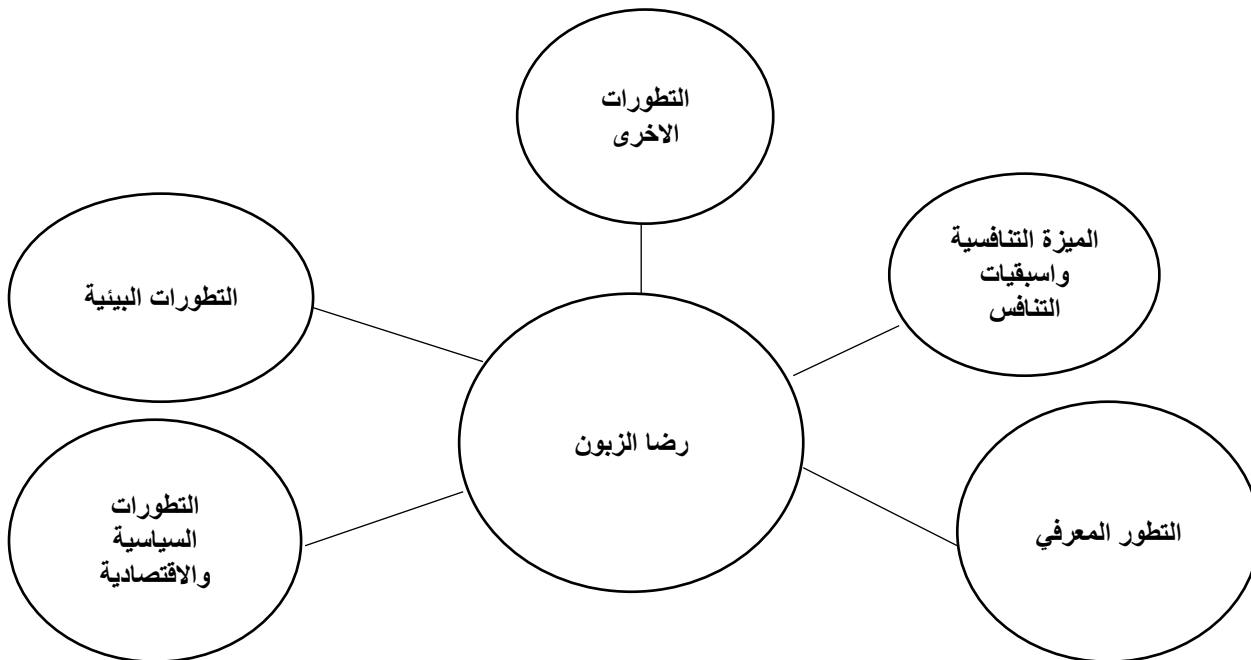 التطورات
الاخرى
الميزة التنافسية
واسبقيات
التنافس
التطورات البيئية
رضا الزبون
التطور المعرفي
التطورات
السياسية
والاقتصادية